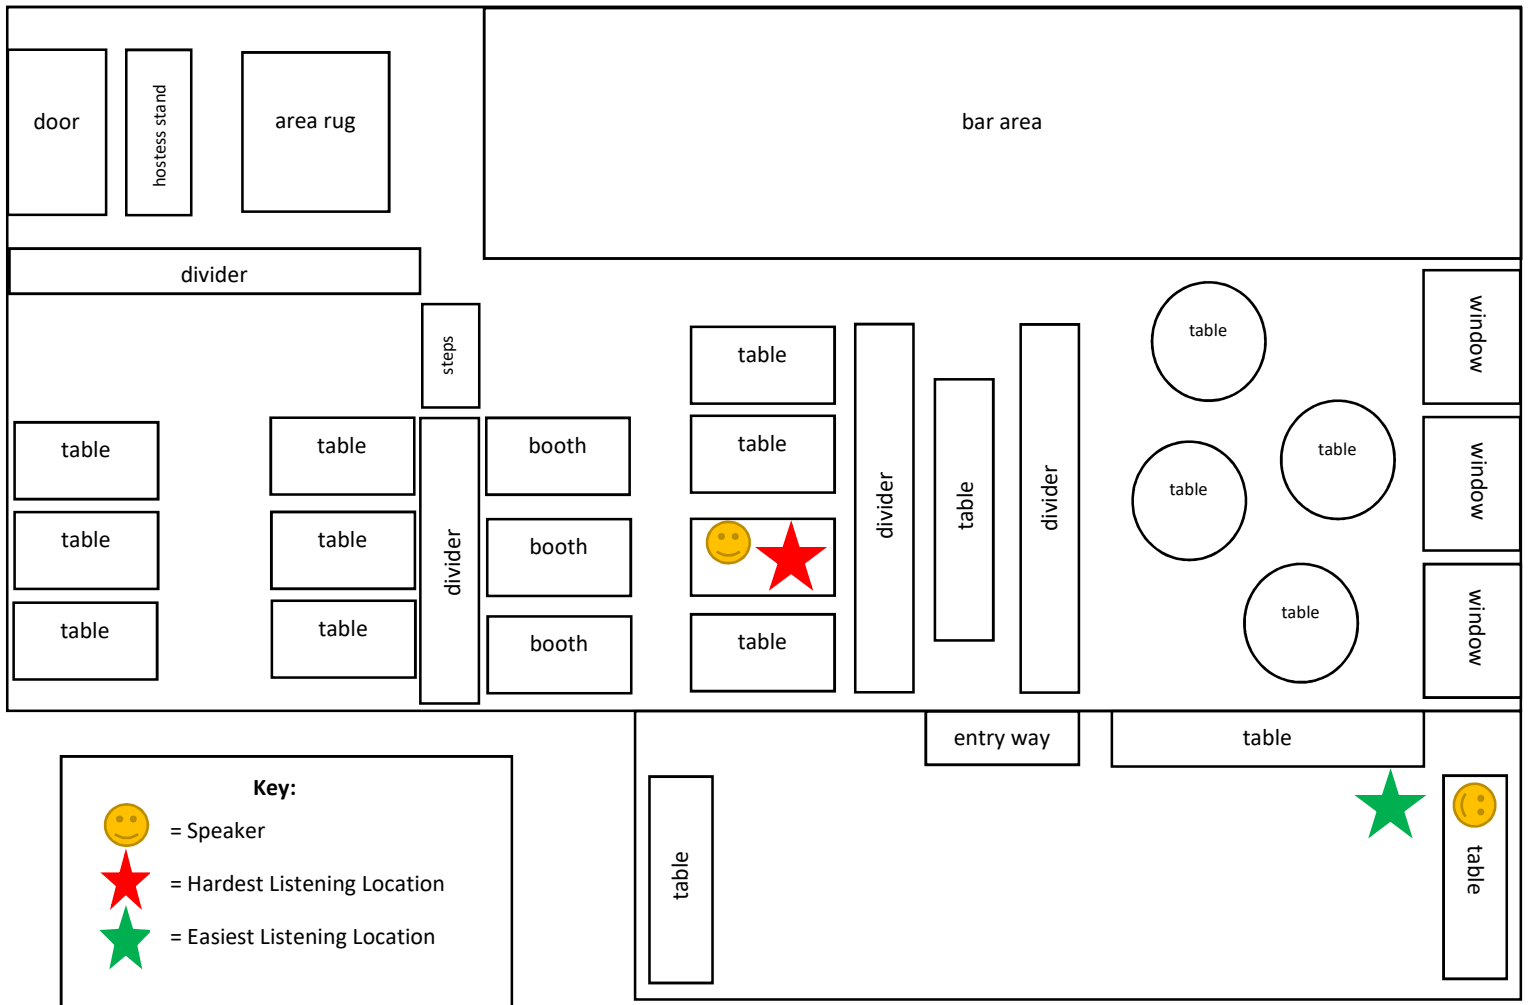 door
hostess stand
area rug
bar area
divider
steps
table
window
table
table
table
booth
table
divider
table
divider
table
table
window
table
table
booth
divider
table
table
booth
table
table
window
entry way
table
table
table
Key:
= Speaker
= Hardest Listening Location
= Easiest Listening Location